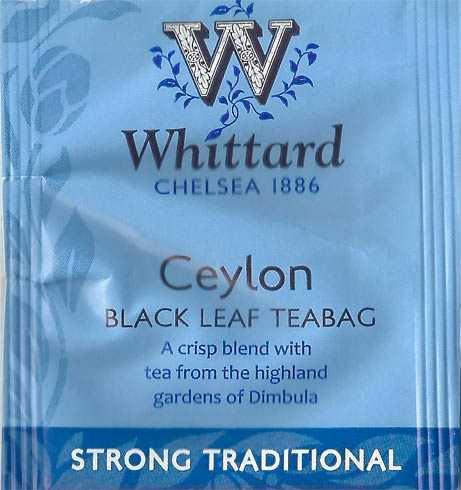 W
Whittard
CHELSEA 1886
Ceylon
BLACK LEAF TEABAG
A crisp blend with
tea from the highland
gardens of Dimbula
STRONG TRADITIONAL